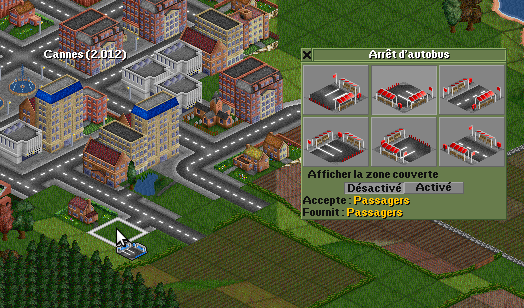 Cannes (2.012)
Arrêt d'autobus
Afficher la zone couverte
Désactivé Activé
Accepte : Passagers
Fournit : Passagers